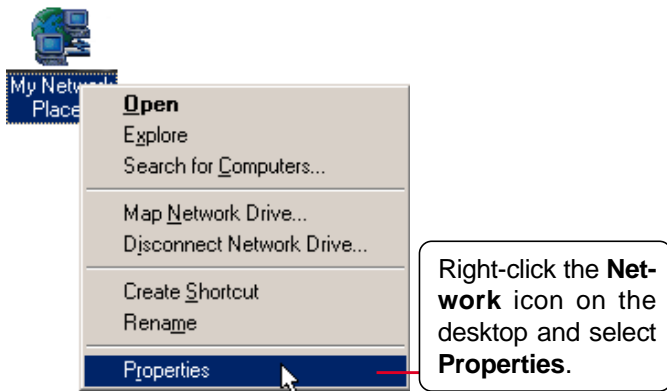 My Network
Place
Open
Explore
Search for Computers...
Map Network Drive...
Disconnect Network Drive...
Create Shortcut
Rename
Properties
Right-click the Net-
work icon on the
desktop and select
Properties.